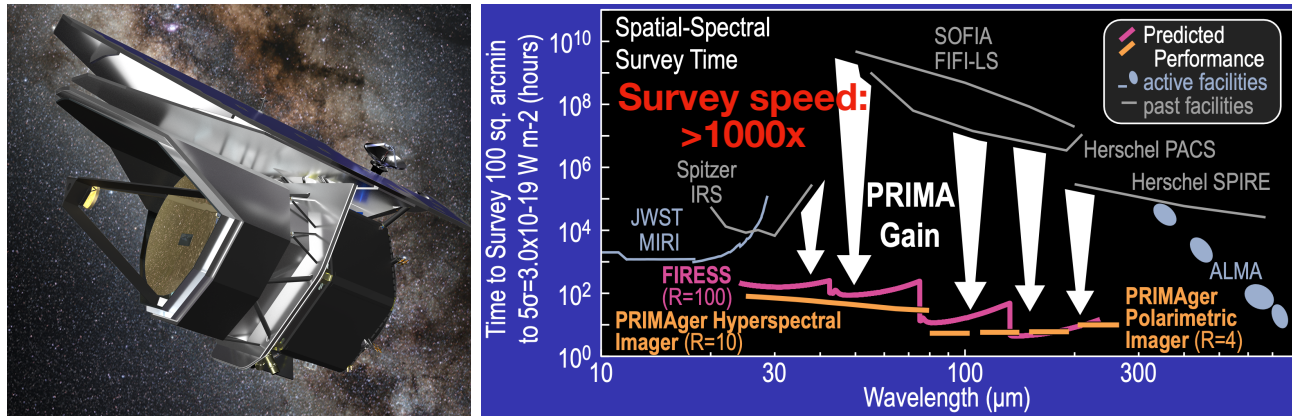 Time to Survey 100 sq. arcmin
to 5σ=3.0x10-19 W m-2 (hours)
10^10
10^8
10^6
10^4
10^2
10^0
Spatial-Spectral
Survey Time
Survey speed:
>1000x
SOFIA
FIFI-LS
Predicted
Performance
active facilities
past facilities
Herschel PACS
Herschel SPIRE
Spitzer
IRS
PRIMA
Gain
JWST
MIRI
ALMA
FIRESS
(R=100)
PRIMAger Hyperspectral
Imager (R=10)
PRIMAger
Polarimetric
Imager (R=4)
10
30
100
300
Wavelength (μm)